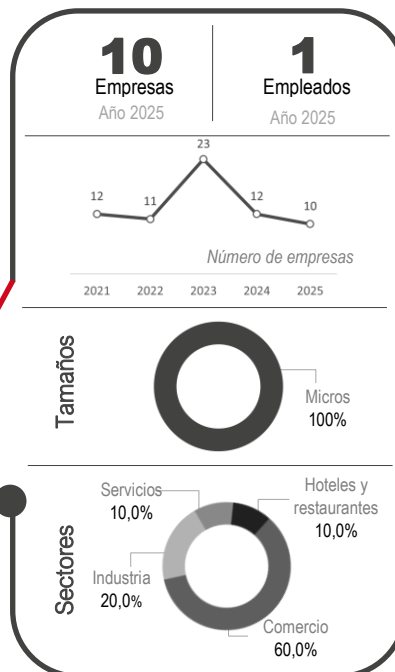 10
Empresas
Año 2025
1
Empleados
Año 2025
23
12
11
12
10
Número de empresas
2021 2022 2023 2024 2025
Tamaños
Micros
100%
Sectores
Servicios
10,0%
Hoteles y
restaurantes
10,0%
Industria
20,0%
Comercio
60,0%